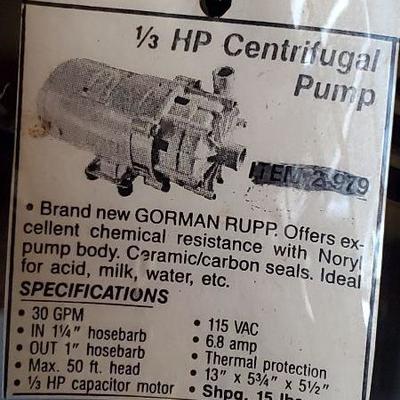 ⅓ HP Centrifugal
Pump
ITEM 2-979
• Brand new GORMAN RUPP. Offers ex-
cellent chemical resistance with Noryl
pump body. Ceramic/carbon seals. Ideal
for acid, milk, water, etc.
SPECIFICATIONS
• 30 GPM
• IN 1¼" hosebarb
• OUT 1" hosebarb
• Max. 50 ft. head
• ⅓ HP capacitor motor
• 115 VAC
• 6.8 amp
• Thermal protection
• 13" x 5¾" x 5½"
• Shpg. 15 lbs